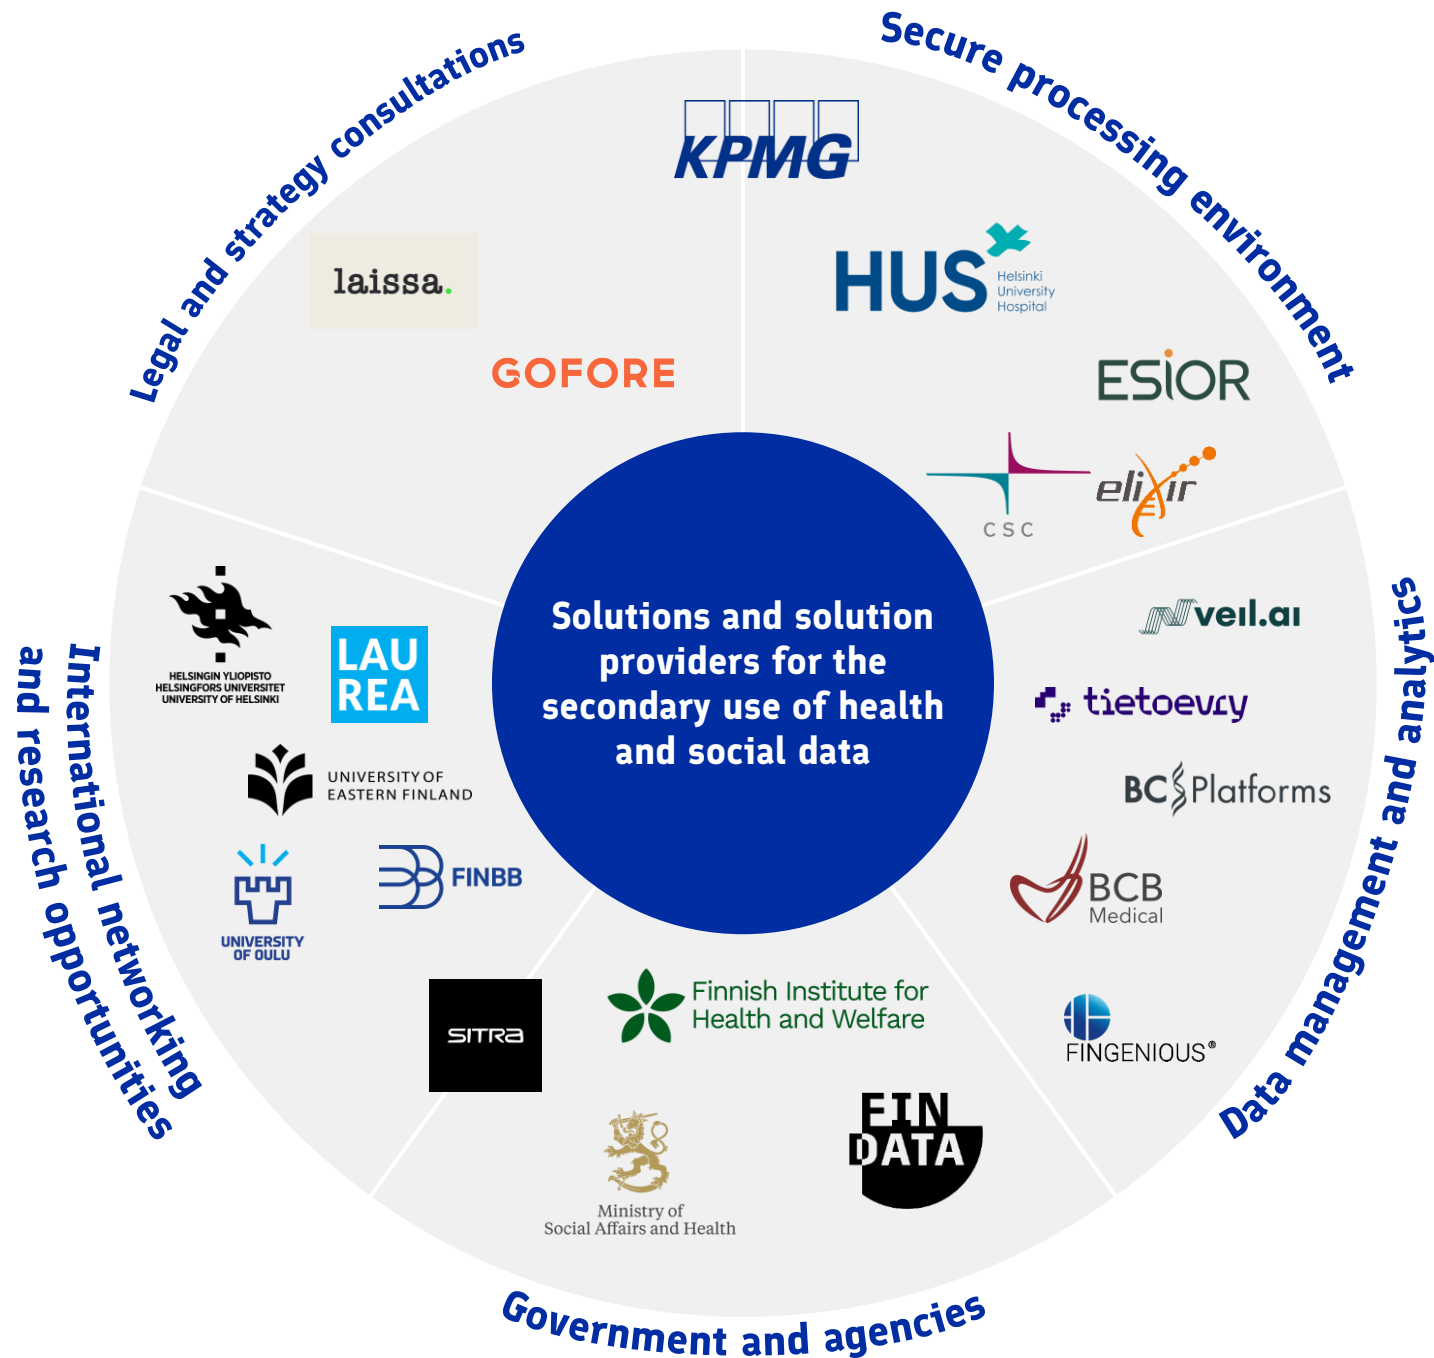 Legal and strategy consultations
Secure processing environment
Data management and analytics
Government and agencies
International networking
and research opportunities
Solutions and solution
providers for the
secondary use of health
and social data
KPMG
laissa.
GOFORE
HUS
Helsinki
University
Hospital
ESIOR
CSC
elixir
veil.ai
tietoevry
BC Platforms
BCB
Medical
FINGENIOUS®
Finnish Institute for
Health and Welfare
FIN
DATA
Ministry of
Social Affairs and Health
SITRA
HELSINGIN YLIOPISTO
HELSINGFORS UNIVERSITET
UNIVERSITY OF HELSINKI
LAU
REA
UNIVERSITY OF
EASTERN FINLAND
UNIVERSITY
OF OULU
FINBB